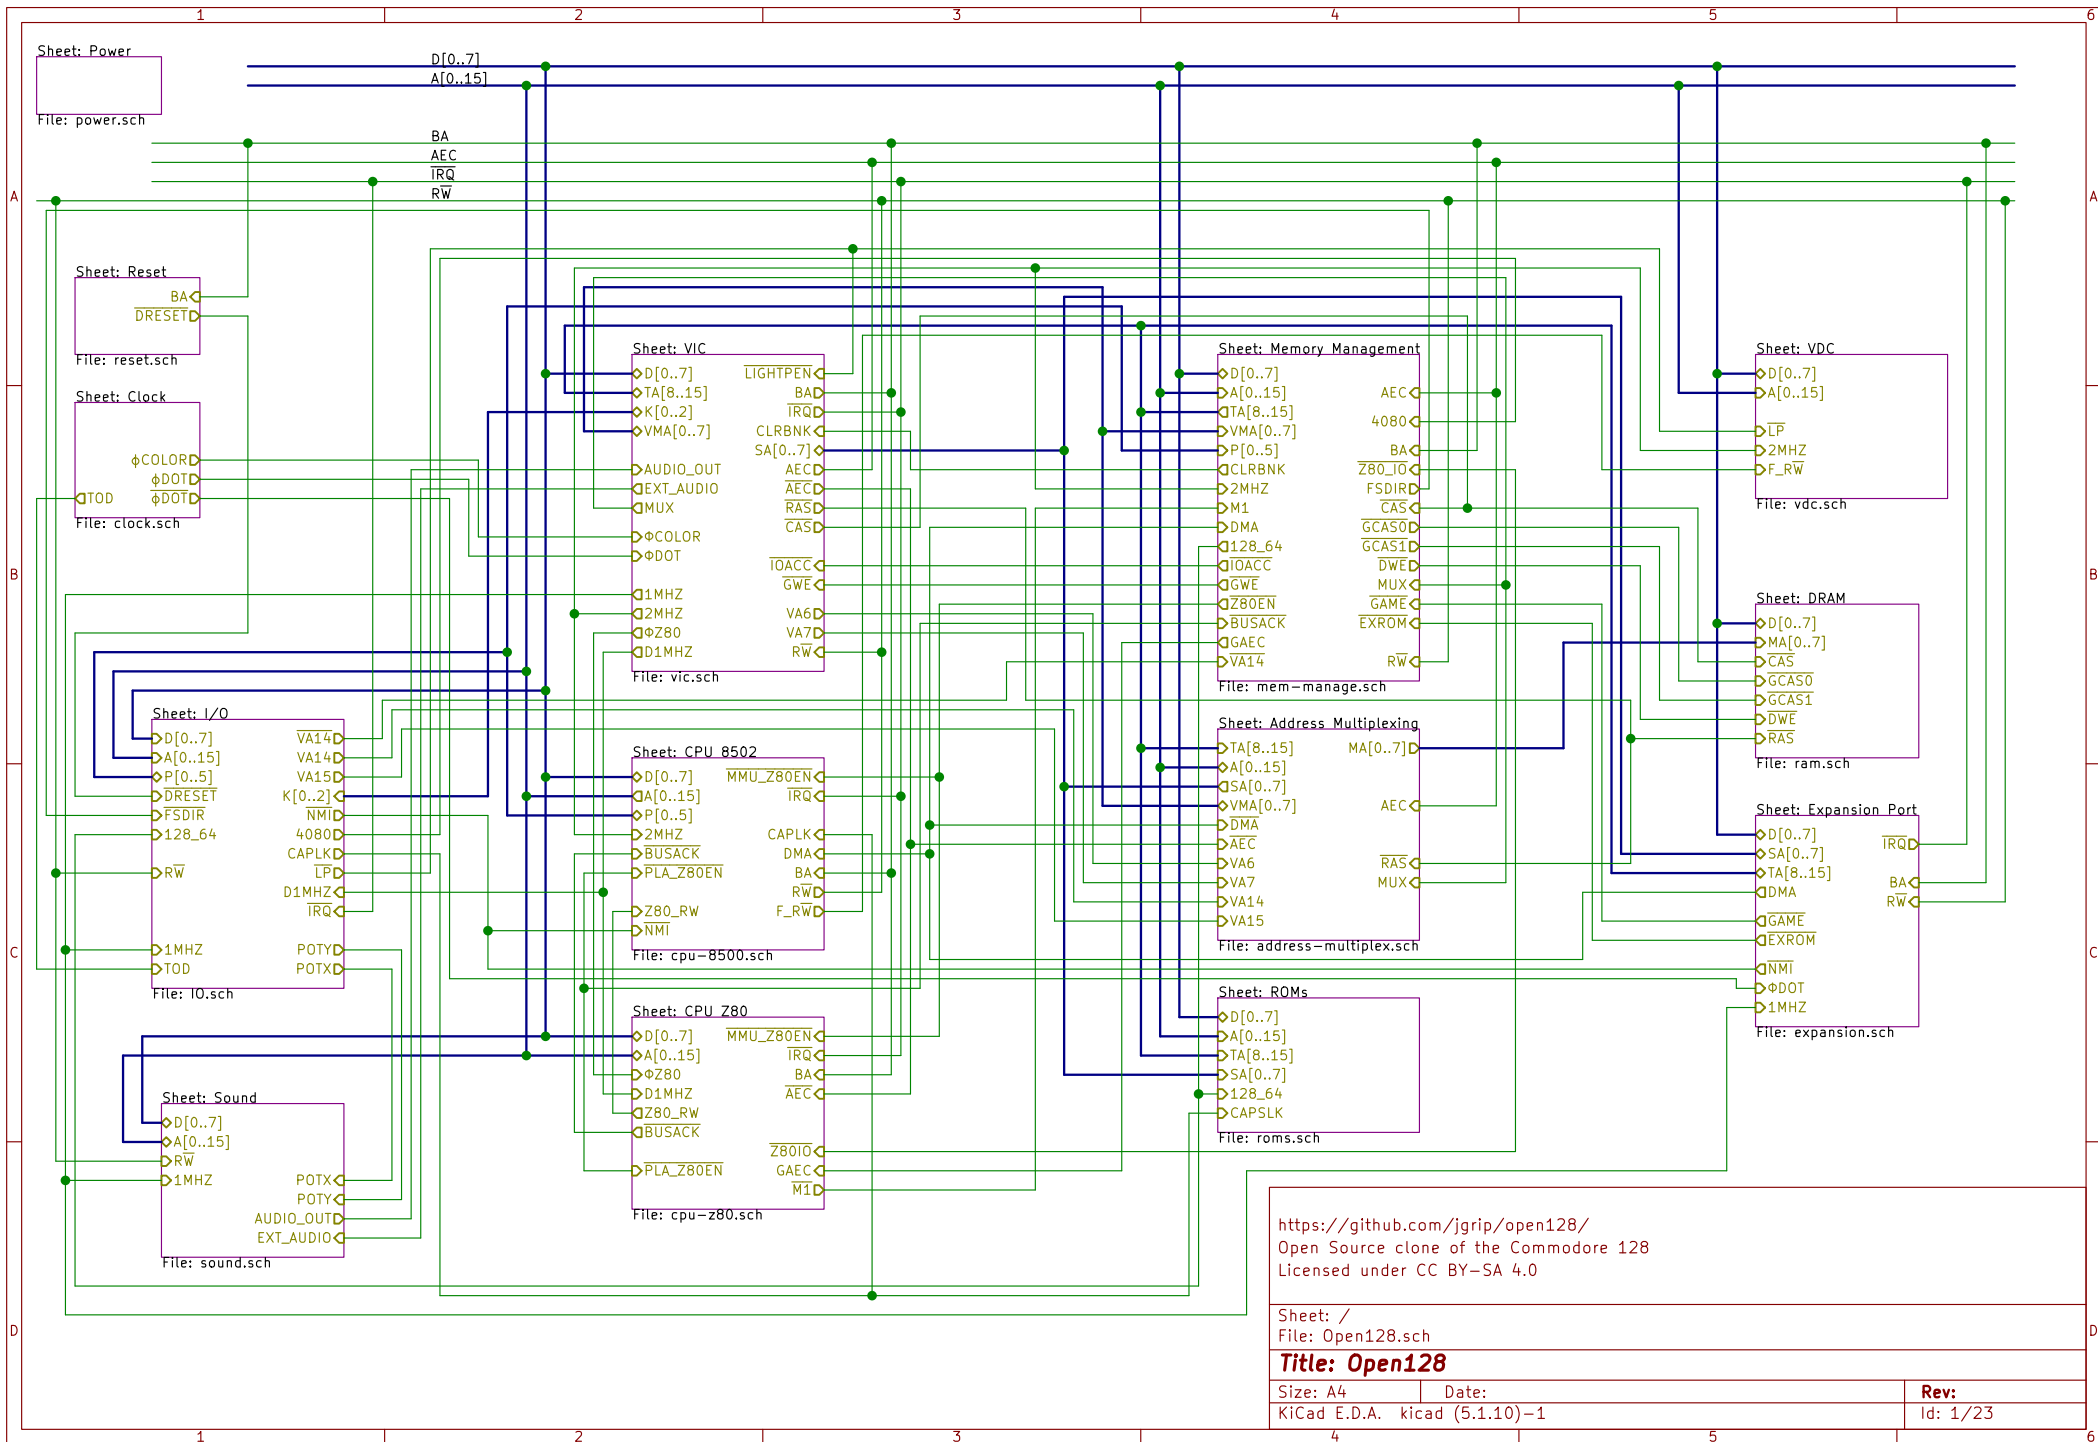 1 2 3 4 5 6
Sheet: Power
File: power.sch
D[0..7]
A[0..15]
BA
AEC
IRQ
RW
A A
Sheet: Reset
BA
DRESET
File: reset.sch
Sheet: Clock
ϕCOLOR
ϕDOT
TOD ϕDOT
File: clock.sch
Sheet: VIC
D[0..7] LIGHTPEN
TA[8..15] BA
K[0..2] IRQ
VMA[0..7] CLRBNK
SA[0..7]
AUDIO_OUT AEC
EXT_AUDIO AEC
MUX RAS
CAS
ΦCOLOR
ΦDOT
IOACC
GWE
1MHZ
2MHZ VA6
ΦZ80 VA7
D1MHZ RW
File: vic.sch
Sheet: Memory Management
D[0..7]
A[0..15] AEC
TA[8..15]
4080
VMA[0..7]
P[0..5] BA
CLRBNK Z80_IO
2MHZ FSDIR
M1 CAS
DMA GCAS0
128_64 GCAS1
IOACC DWE
GWE MUX
Z80EN GAME
BUSACK EXROM
GAEC
VA14 RW
File: mem-manage.sch
Sheet: VDC
D[0..7]
A[0..15]
LP
2MHZ
F_RW
File: vdc.sch
B B
Sheet: DRAM
D[0..7]
MA[0..7]
CAS
GCAS0
GCAS1
DWE
RAS
File: ram.sch
Sheet: I/O
D[0..7] VA14
A[0..15] VA14
P[0..5] VA15
DRESET K[0..2]
FSDIR NMI
128_64 4080
CAPLK
RW LP
D1MHZ
IRQ
1MHZ POTY
TOD POTX
File: IO.sch
Sheet: CPU 8502
D[0..7] MMU_Z80EN
A[0..15] IRQ
P[0..5]
2MHZ CAPLK
BUSACK DMA
PLA_Z80EN BA
RW
Z80_RW F_RW
NMI
File: cpu-8500.sch
Sheet: Address Multiplexing
TA[8..15] MA[0..7]
A[0..15]
SA[0..7]
VMA[0..7] AEC
DMA
AEC
VA6 RAS
VA7 MUX
VA14
VA15
File: address-multiplex.sch
Sheet: Expansion Port
D[0..7] IRQ
SA[0..7]
TA[8..15] BA
DMA RW
GAME
EXROM
NMI
ΦDOT
1MHZ
File: expansion.sch
C C
Sheet: CPU Z80
D[0..7] MMU_Z80EN
A[0..15] IRQ
ΦZ80 BA
D1MHZ AEC
Z80_RW
BUSACK
Z80IO
PLA_Z80EN GAEC
M1
File: cpu-z80.sch
Sheet: ROMs
D[0..7]
A[0..15]
TA[8..15]
SA[0..7]
128_64
CAPSLK
File: roms.sch
Sheet: Sound
D[0..7]
A[0..15]
RW
1MHZ POTX
POTY
AUDIO_OUT
EXT_AUDIO
File: sound.sch
https://github.com/jgrip/open128/
Open Source clone of the Commodore 128
Licensed under CC BY-SA 4.0
Sheet: /
File: Open128.sch
D D
Title: Open128
Size: A4 Date: Rev:
KiCad E.D.A. kicad (5.1.10)-1 Id: 1/23
1 2 3 4 5 6